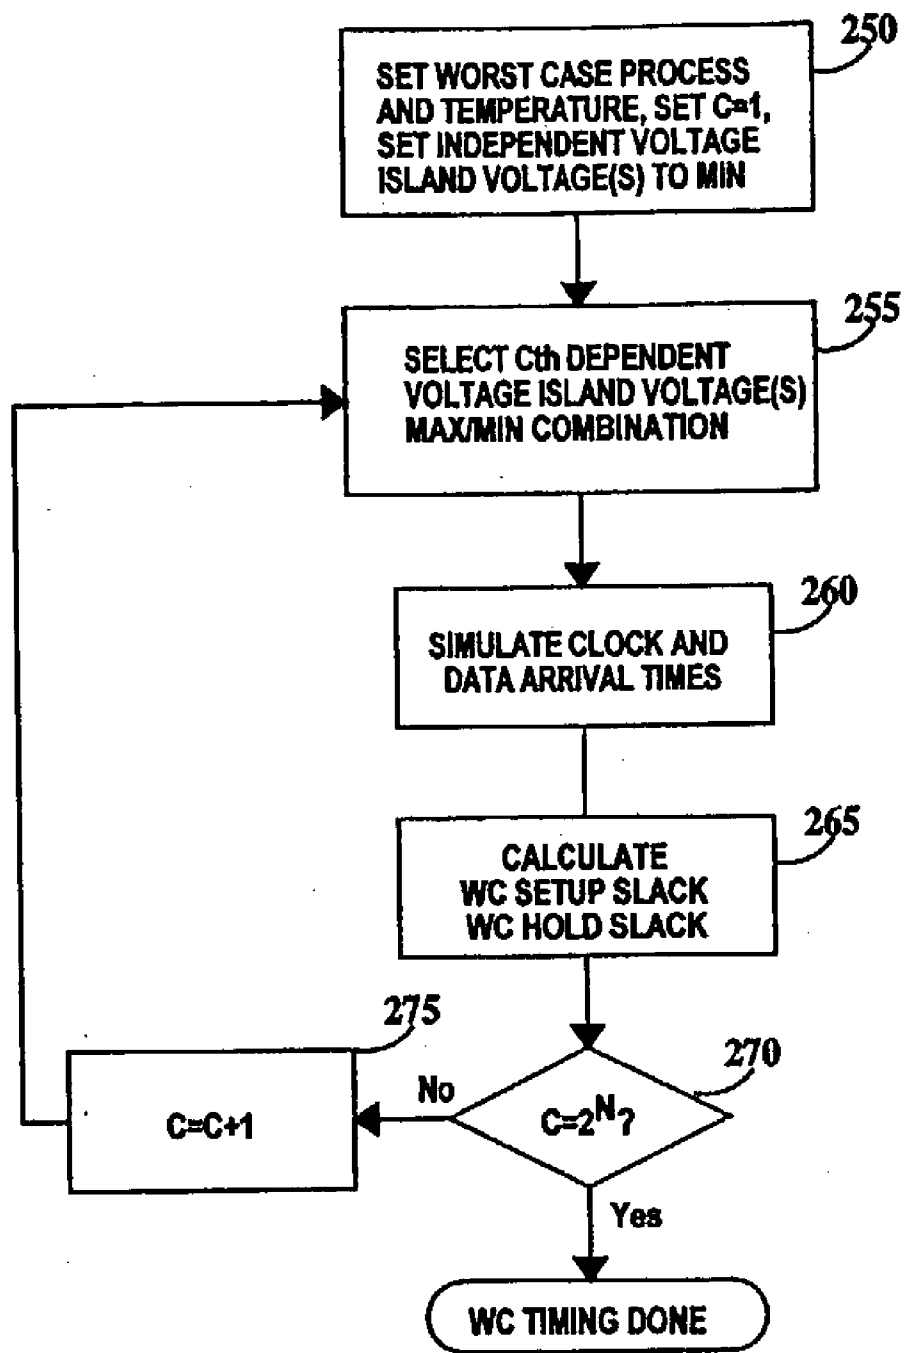 250
SET WORST CASE PROCESS
AND TEMPERATURE, SET C=1,
SET INDEPENDENT VOLTAGE
ISLAND VOLTAGE(S) TO MIN
255
SELECT Cth DEPENDENT
VOLTAGE ISLAND VOLTAGE(S)
MAX/MIN COMBINATION
260
SIMULATE CLOCK AND
DATA ARRIVAL TIMES
265
CALCULATE
WC SETUP SLACK
WC HOLD SLACK
275
C=C+1
No
270
C=2^N?
Yes
WC TIMING DONE